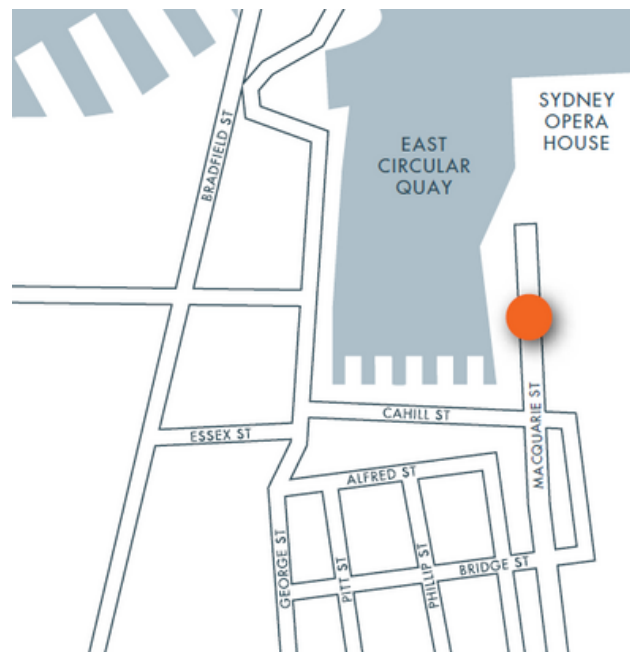 SYDNEY
OPERA
HOUSE
EAST
CIRCULAR
QUAY
BRADFIELD ST
CAHILL ST
MACQUARIE ST
ESSEX ST
ALFRED ST
GEORGE ST
PITT ST
PHILLIP ST
BRIDGE ST